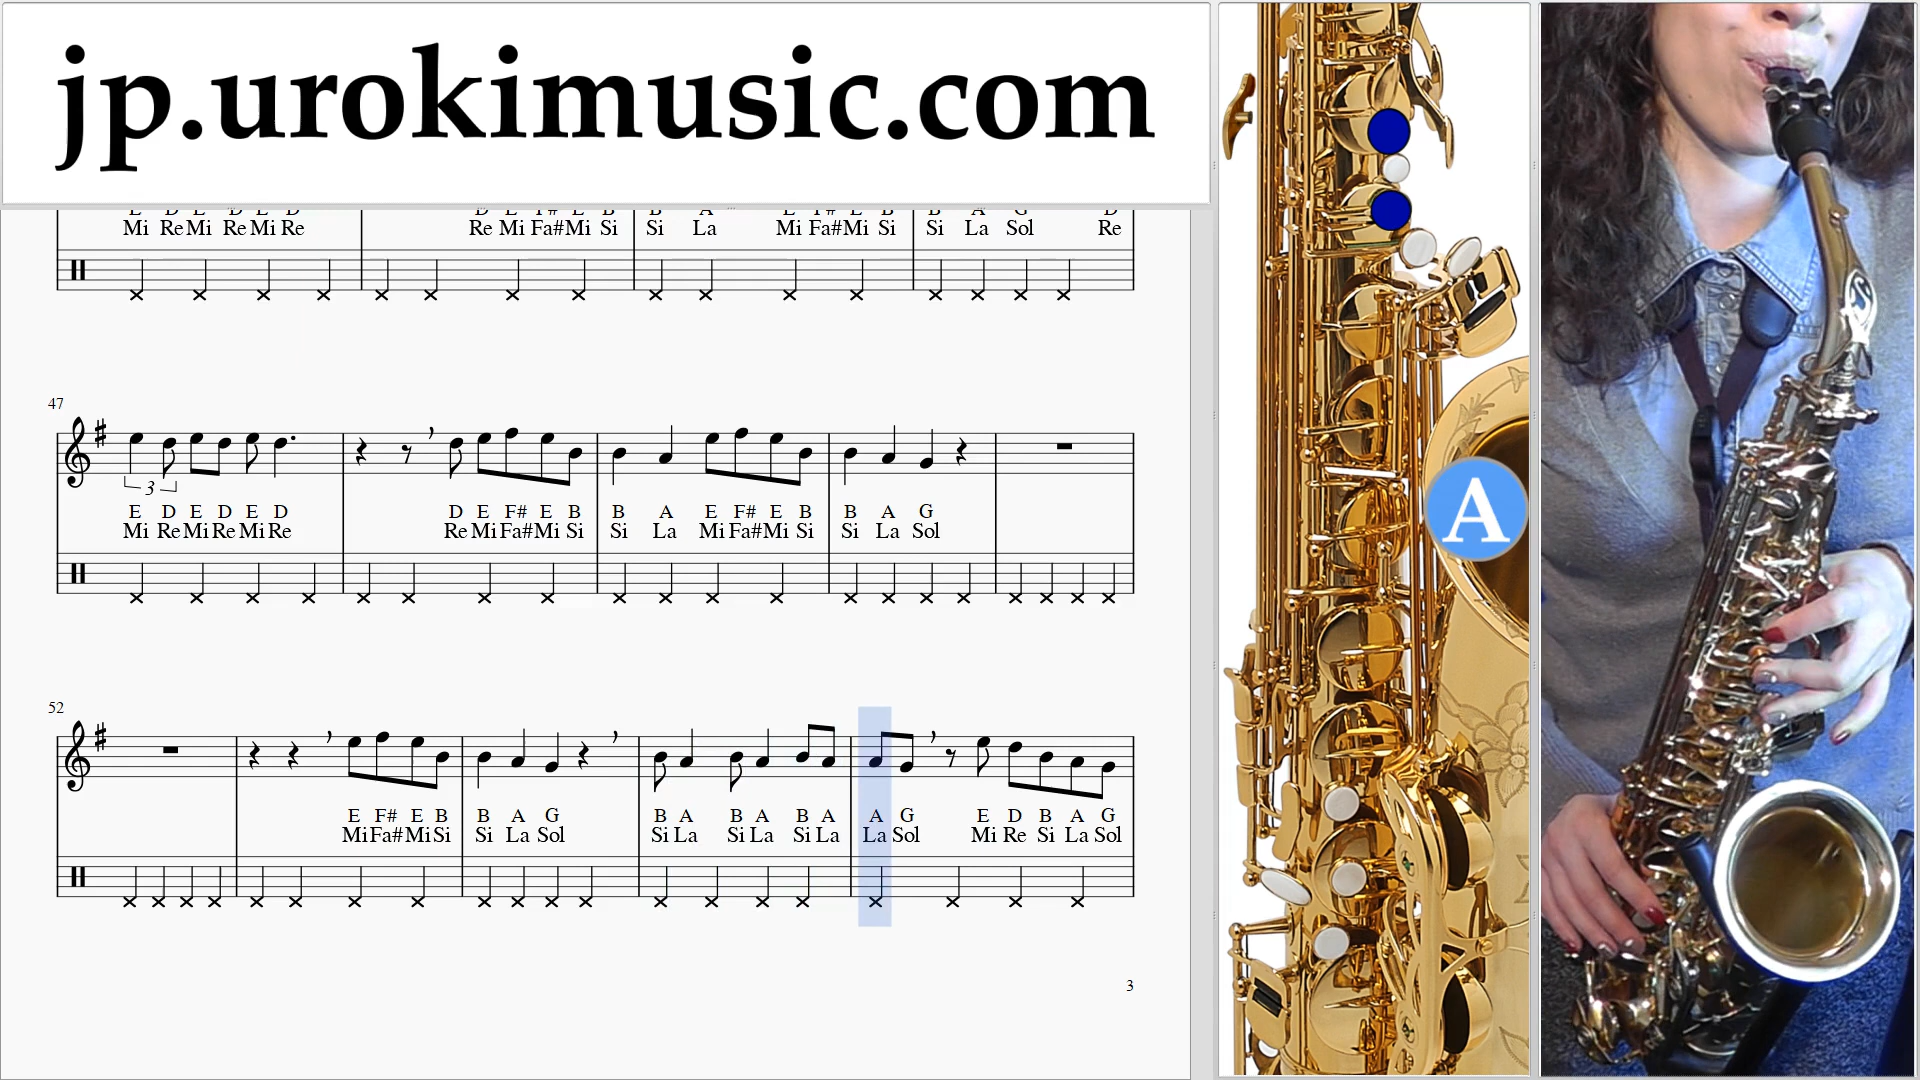 jp.urokimusic.com
E D E D E D D E F# E B B A E F# E B B A G D
Mi Re Mi Re Mi Re Re Mi Fa# Mi Si Si La Mi Fa# Mi Si Si La Sol Re
47
3
E D E D E D D E F# E B B A E F# E B B A G
Mi Re Mi Re Mi Re Re Mi Fa# Mi Si Si La Mi Fa# Mi Si Si La Sol
A
52
E F# E B B A G B A B A B A A G E D B A G
Mi Fa# Mi Si Si La Sol Si La Si La Si La La Sol Mi Re Si La Sol
3